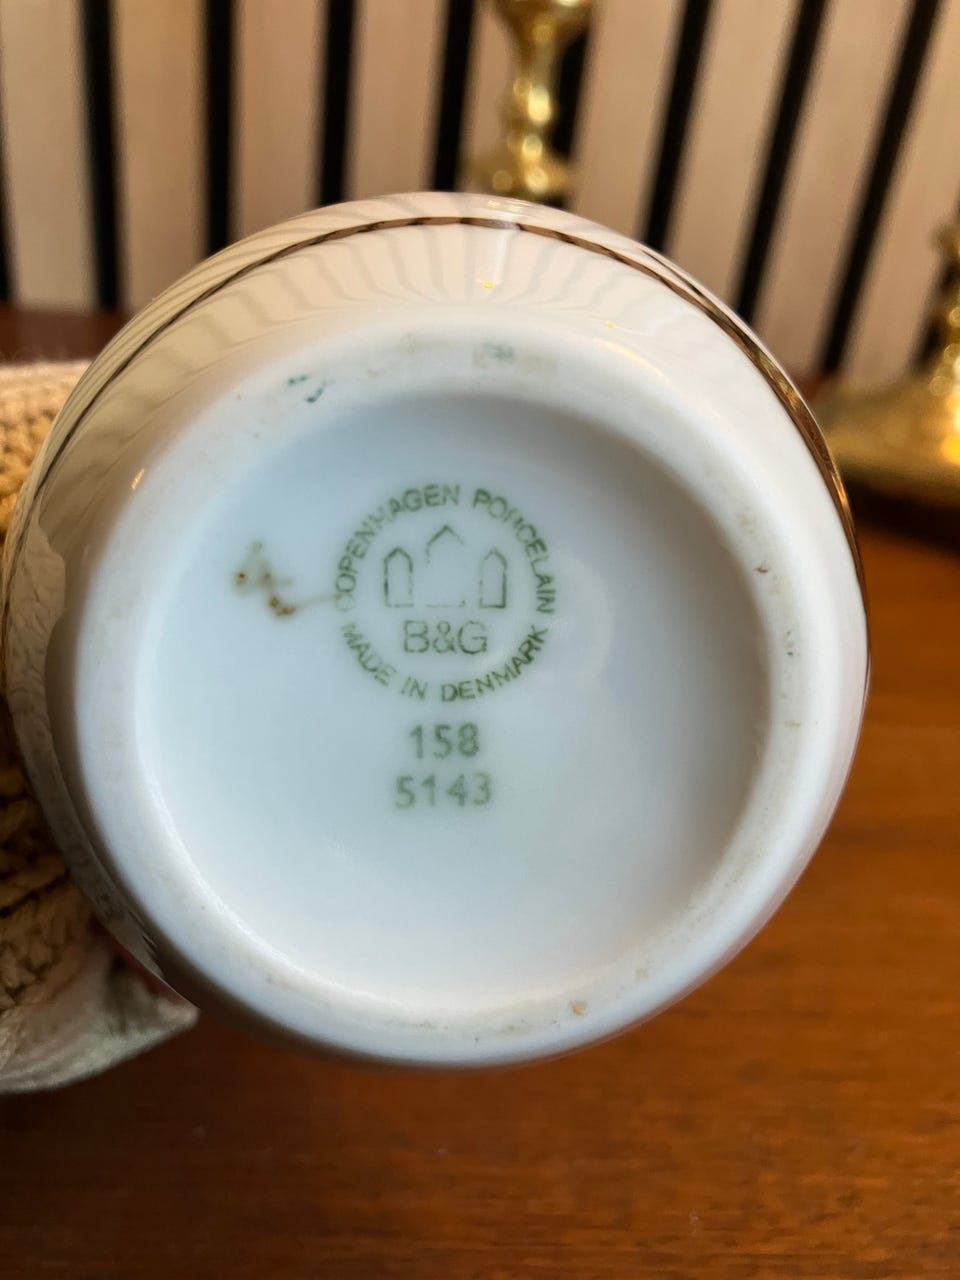 COPENHAGEN PORCELAIN
B&G
MADE IN DENMARK
158
5143